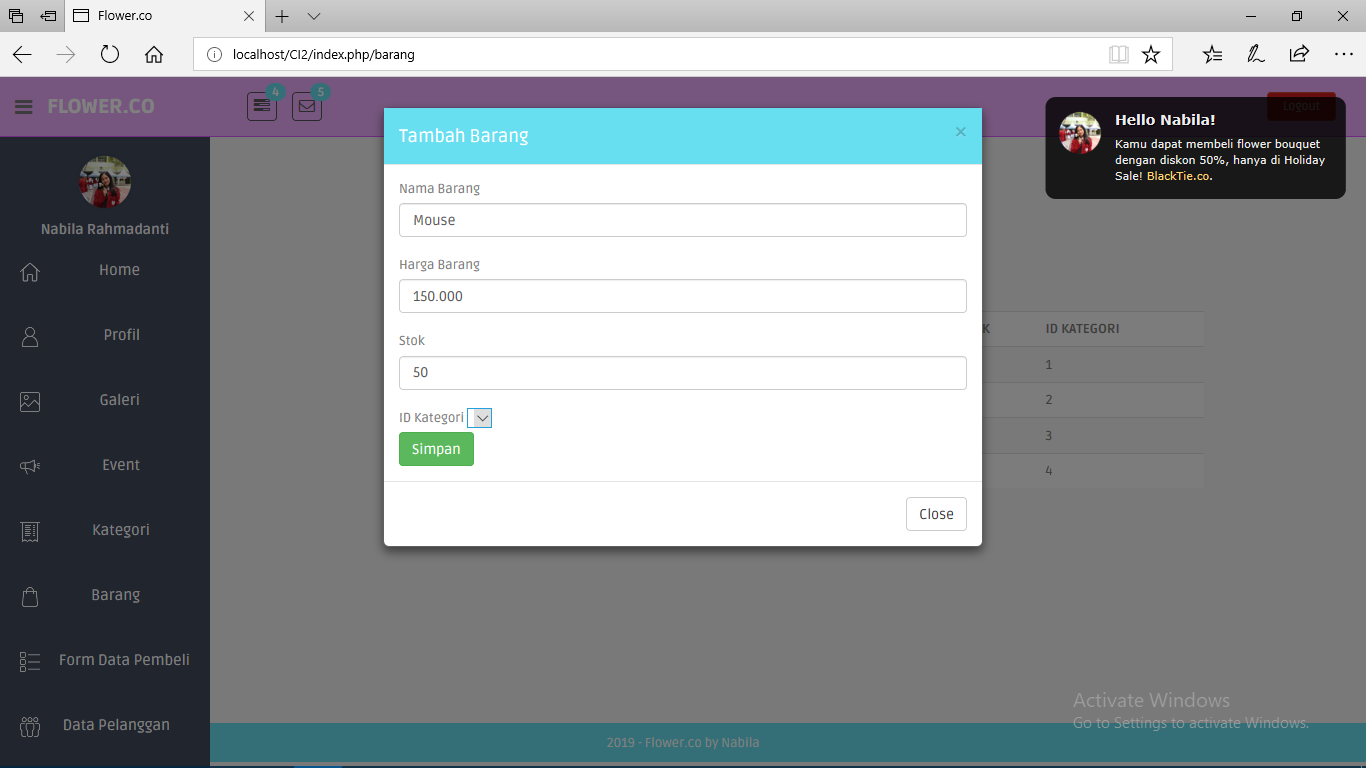 Flower.co
localhost/CI2/index.php/barang
FLOWER.CO
4
5
Logout
Hello Nabila!
Kamu dapat membeli flower bouquet
dengan diskon 50%, hanya di Holiday
Sale! BlackTie.co.
Nabila Rahmadanti
Home
Profil
Galeri
Event
Kategori
Barang
Form Data Pembeli
Data Pelanggan
Tambah Barang
×
Nama Barang
Mouse
Harga Barang
150.000
Stok
50
ID Kategori
Simpan
Close
K ID KATEGORI
1
2
3
4
Activate Windows
Go to Settings to activate Windows.
2019 - Flower.co by Nabila